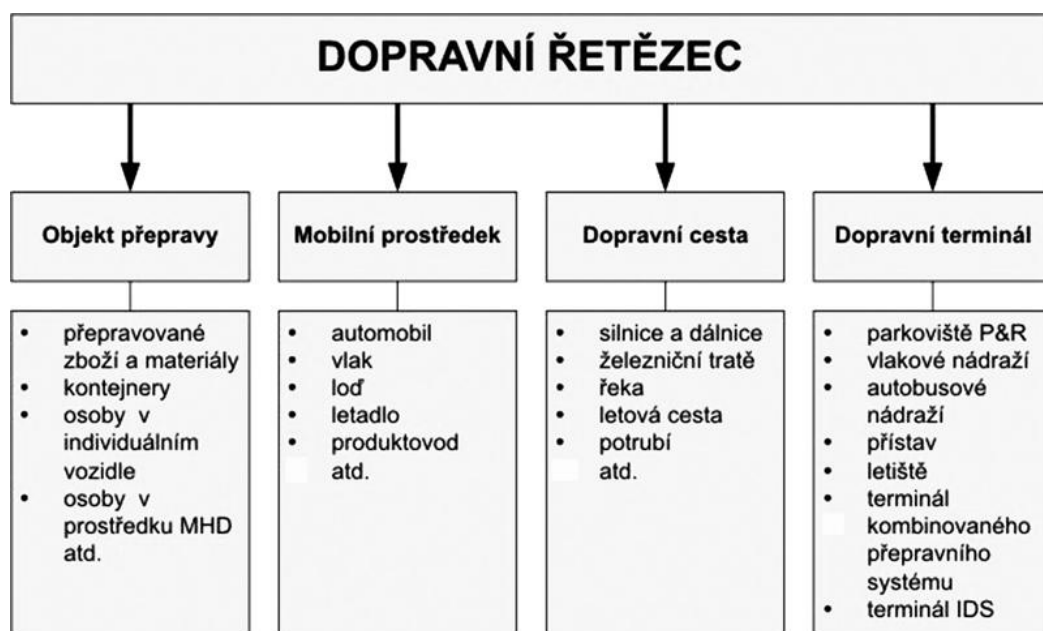 DOPRAVNÍ ŘETĚZEC
Objekt přepravy
• přepravované
zboží a materiály
• kontejnery
• osoby v
individuálním
vozidle
• osoby v
prostředku MHD
atd.
Mobilní prostředek
• automobil
• vlak
• loď
• letadlo
• produktovod
atd.
Dopravní cesta
• silnice a dálnice
• železniční tratě
• řeka
• letová cesta
• potrubí
atd.
Dopravní terminál
• parkoviště P&R
• vlakové nádraží
• autobusové
nádraží
• přístav
• letiště
• terminál
kombinovaného
přepravního
systému
• terminál IDS